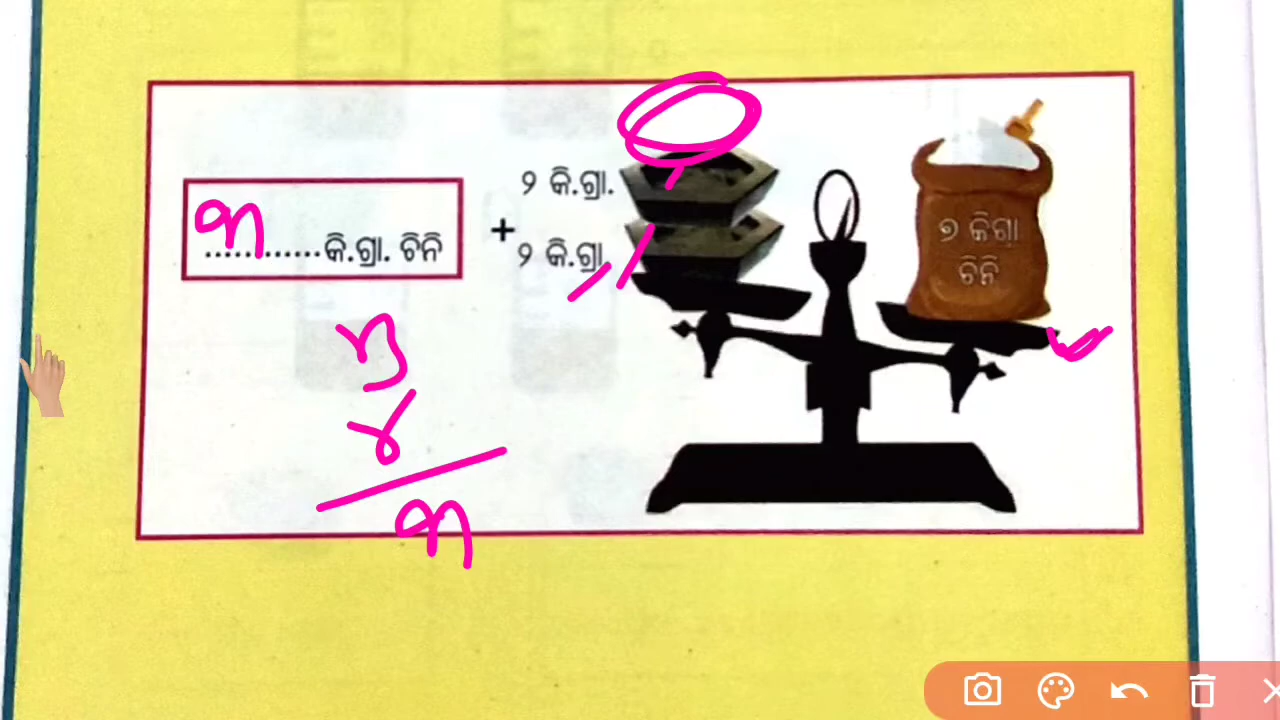 ୨ କି.ଗ୍ରା.
୩ ............କି.ଗ୍ରା. ଚିନି
+ ୨ କି.ଗ୍ରା.
୭ କିଗ୍ରା
ଚିନି
୭
୪
୩